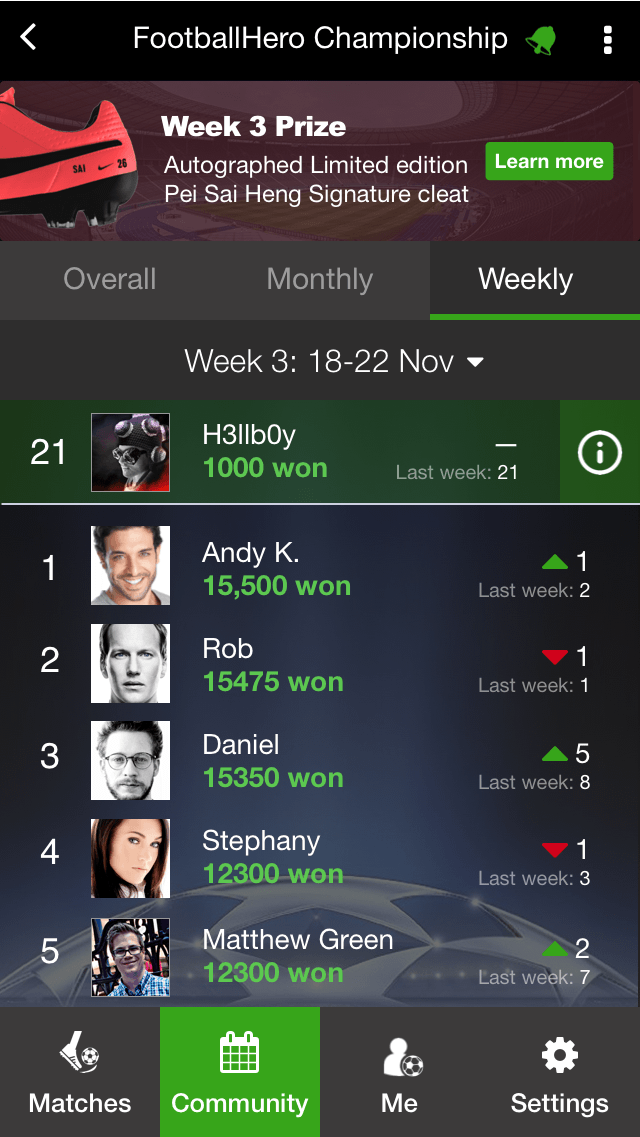 FootballHero Championship
Week 3 Prize
Autographed Limited edition
Pei Sai Heng Signature cleat
Learn more
SAI 26
Overall Monthly Weekly
Week 3: 18-22 Nov
21
H3llb0y
1000 won
–
Last week: 21
1
Andy K.
15,500 won
1
Last week: 2
2
Rob
15475 won
1
Last week: 1
3
Daniel
15350 won
5
Last week: 8
4
Stephany
12300 won
1
Last week: 3
5
Matthew Green
12300 won
2
Last week: 7
Matches Community Me Settings